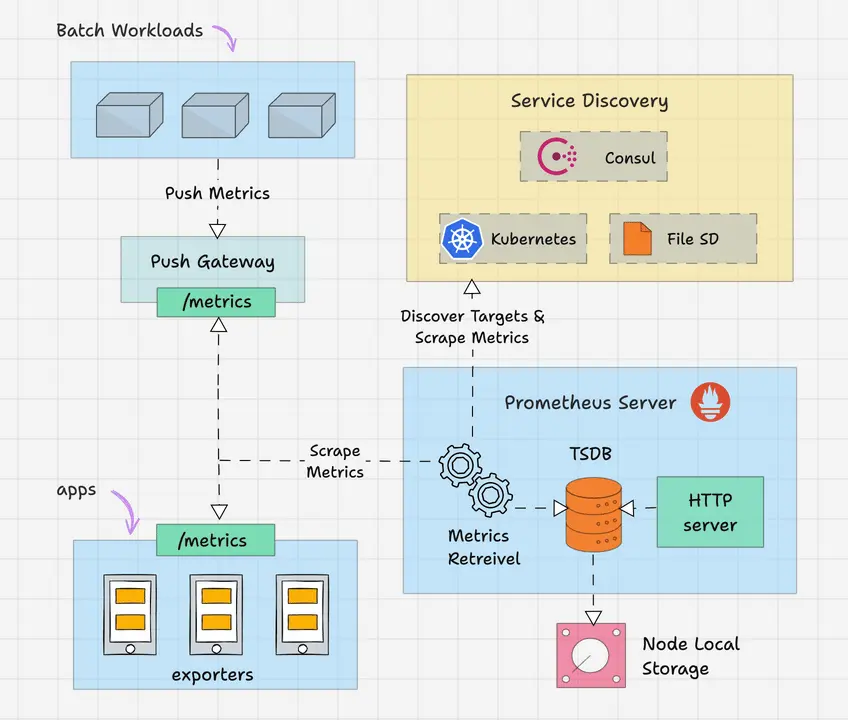 Batch Workloads
Push Metrics
Push Gateway
/metrics
Service Discovery
Consul
Kubernetes
File SD
Discover Targets &
Scrape Metrics
Prometheus Server
TSDB
HTTP
server
Metrics
Retreivel
Scrape
Metrics
apps
/metrics
exporters
Node Local
Storage